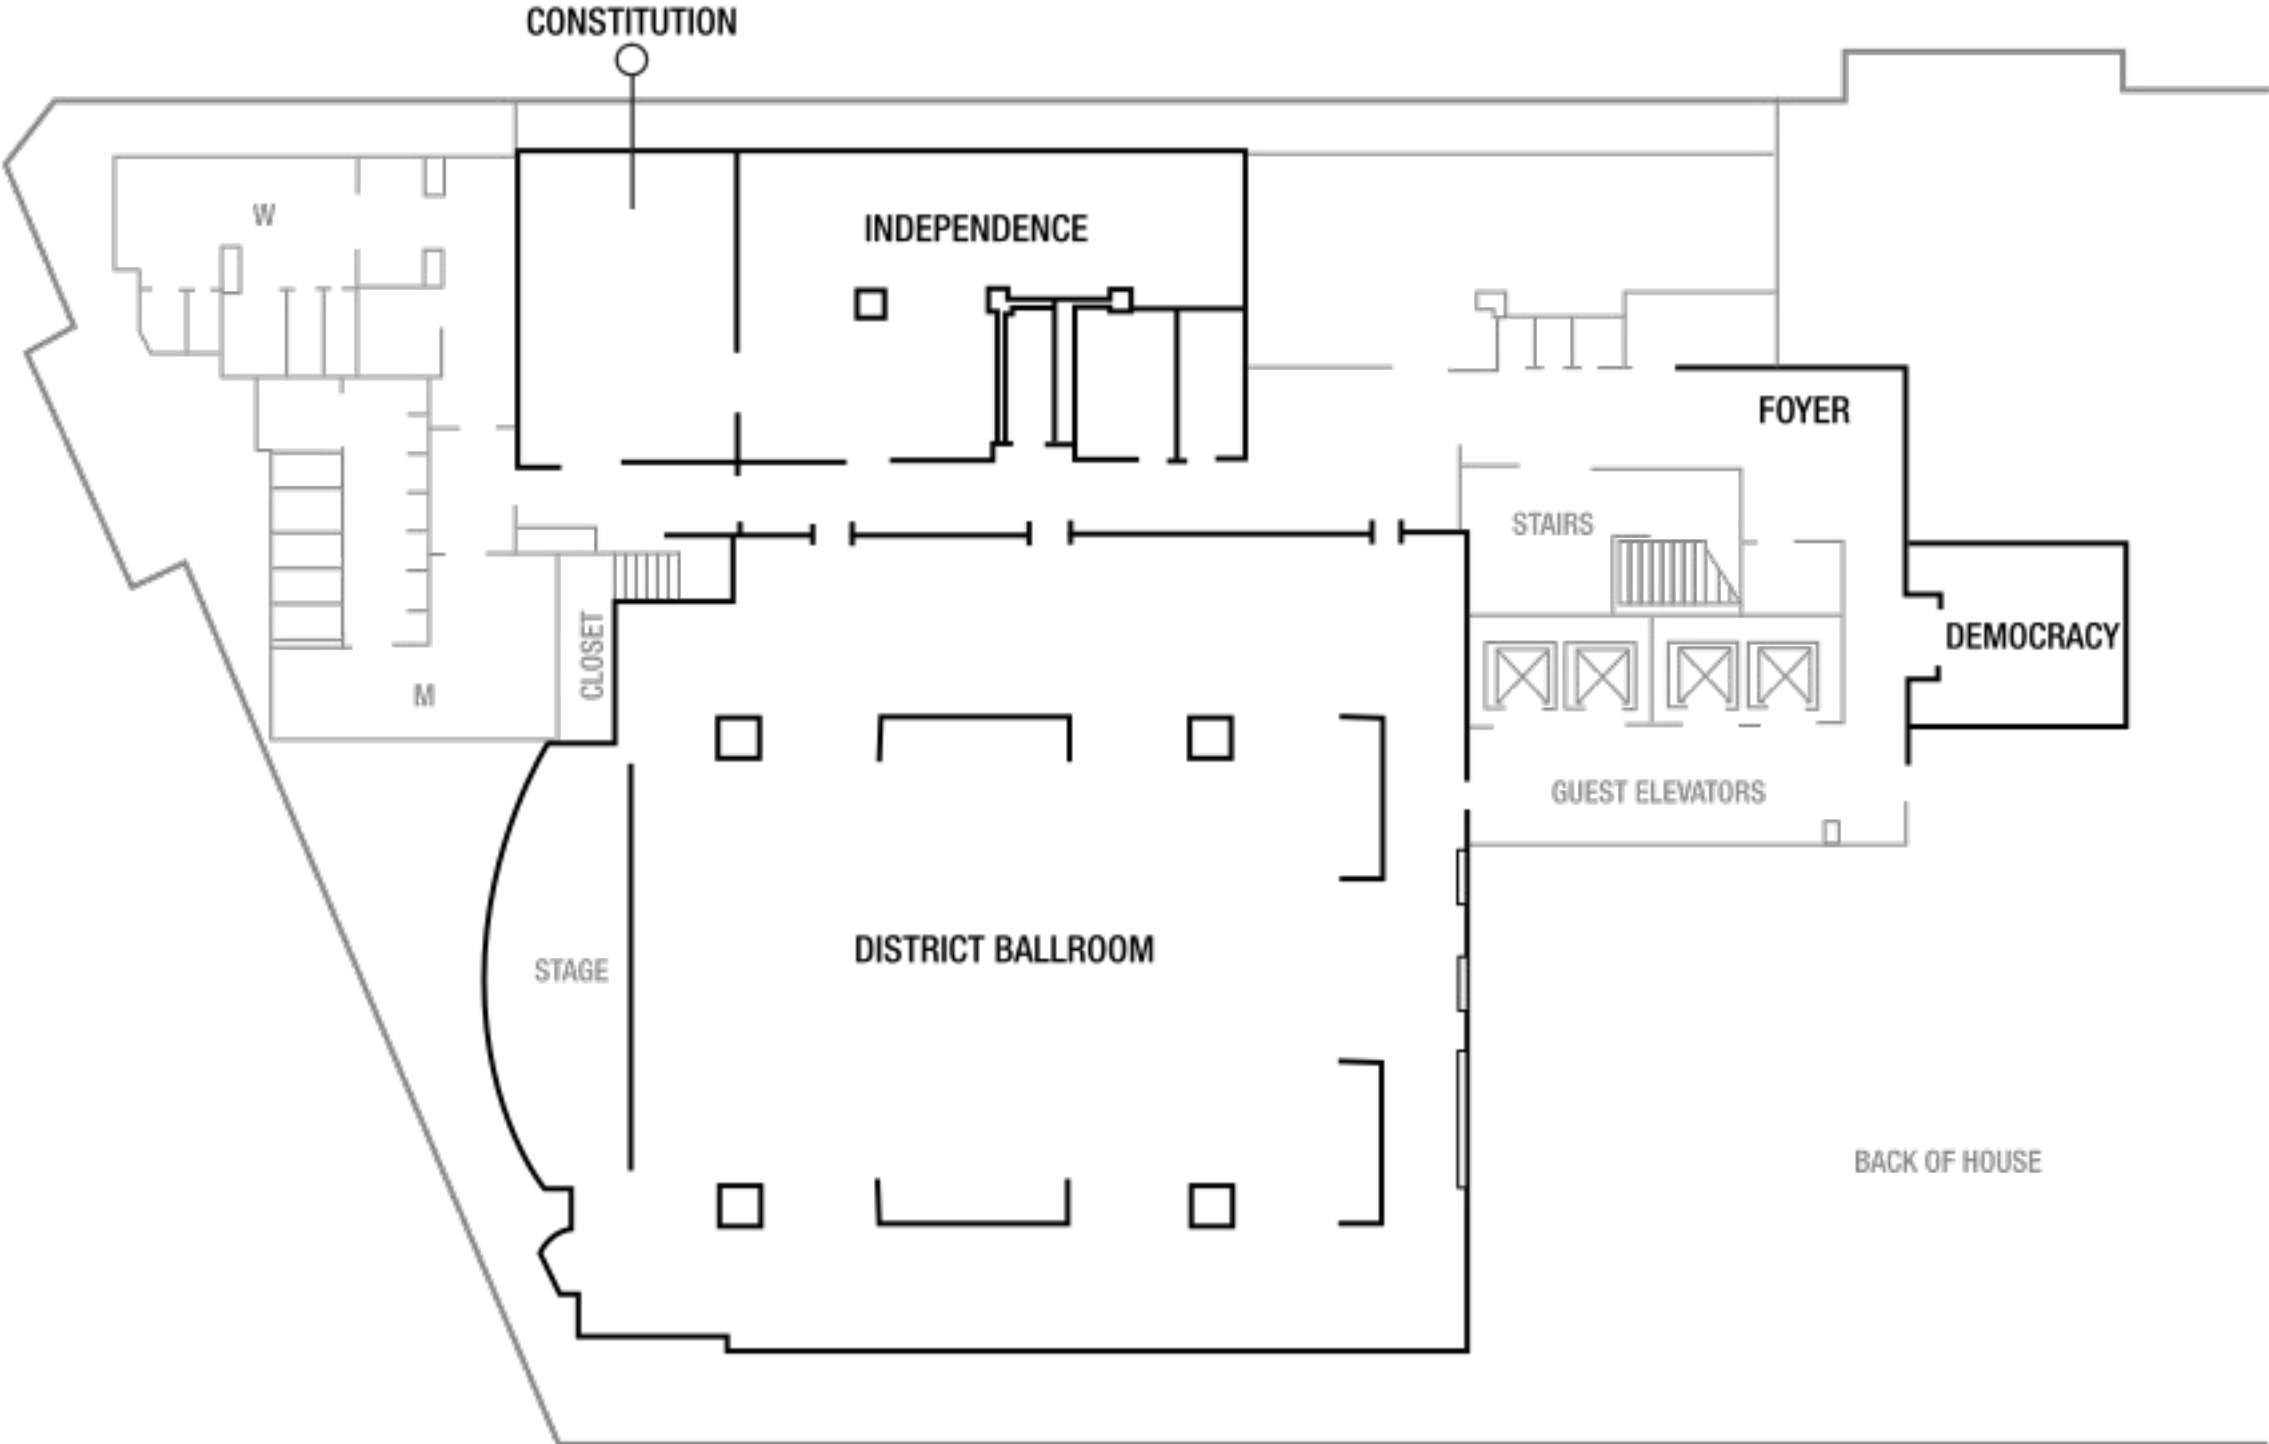 CONSTITUTION
W
INDEPENDENCE
FOYER
STAIRS
CLOSET
DEMOCRACY
M
GUEST ELEVATORS
DISTRICT BALLROOM
STAGE
BACK OF HOUSE